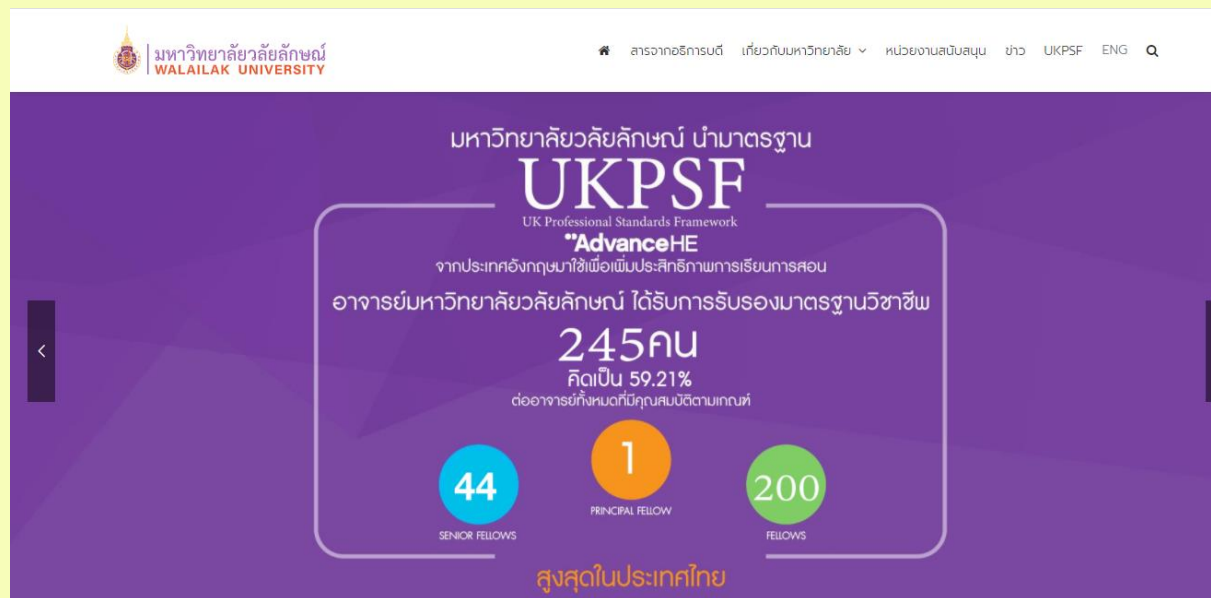 มหาวิทยาลัยวลัยลักษณ์
WALAILAK UNIVERSITY
สารจากอธิการบดี เกี่ยวกับมหาวิทยาลัย หน่วยงานสนับสนุน ข่าว UKPSF ENG
มหาวิทยาลัยวลัยลักษณ์ นำมาตรฐาน
UKPSF
UK Professional Standards Framework
AdvanceHE
จากประเทศอังกฤษมาใช้เพื่อเพิ่มประสิทธิภาพการเรียนการสอน
อาจารย์มหาวิทยาลัยวลัยลักษณ์ ได้รับการรับรองมาตรฐานวิชาชีพ
245คน
คิดเป็น 59.21%
ต่ออาจารย์ทั้งหมดที่มีคุณสมบัติตามเกณฑ์
44
SENIOR FELLOWS
1
PRINCIPAL FELLOW
200
FELLOWS
สูงสุดในประเทศไทย